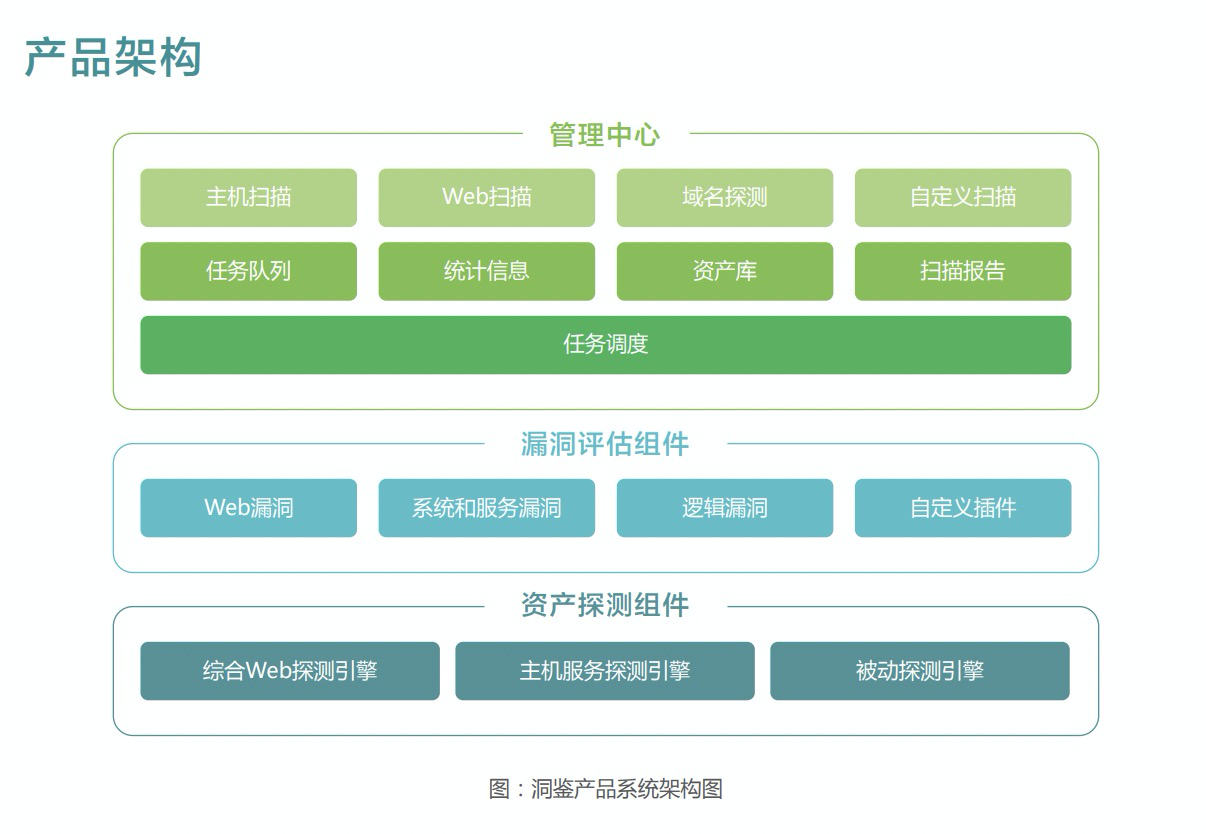 产品架构
管理中心
主机扫描 Web扫描 域名探测 自定义扫描
任务队列 统计信息 资产库 扫描报告
任务调度
漏洞评估组件
Web漏洞 系统和服务漏洞 逻辑漏洞 自定义插件
资产探测组件
综合Web探测引擎 主机服务探测引擎 被动探测引擎
图：洞鉴产品系统架构图